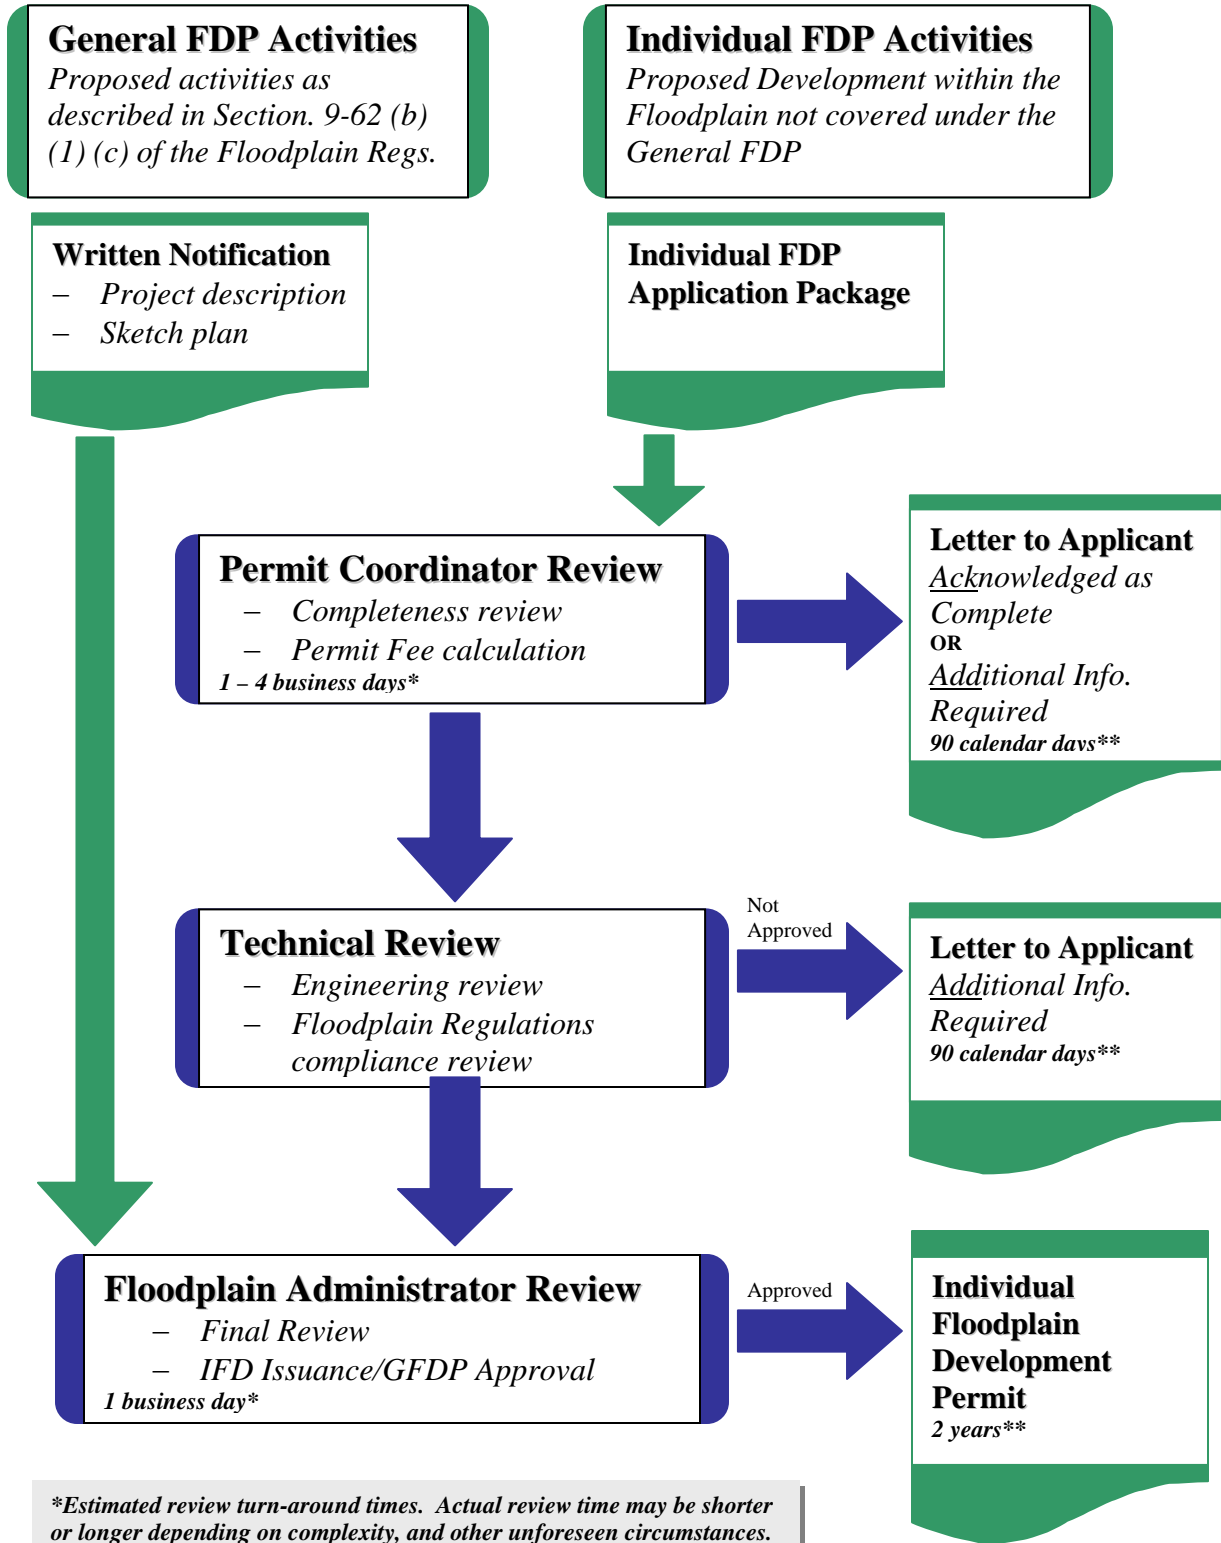 General FDP Activities
Proposed activities as
described in Section. 9-62 (b)
(1) (c) of the Floodplain Regs.
Individual FDP Activities
Proposed Development within the
Floodplain not covered under the
General FDP
Written Notification
– Project description
– Sketch plan
Individual FDP
Application Package
Permit Coordinator Review
– Completeness review
– Permit Fee calculation
1 – 4 business days*
Letter to Applicant
Acknowledged as
Complete
OR
Additional Info.
Required
90 calendar days**
Technical Review
– Engineering review
– Floodplain Regulations
compliance review
Not
Approved
Letter to Applicant
Additional Info.
Required
90 calendar days**
Floodplain Administrator Review
– Final Review
– IFD Issuance/GFDP Approval
1 business day*
Approved
Individual
Floodplain
Development
Permit
2 years**
*Estimated review turn-around times. Actual review time may be shorter
or longer depending on complexity, and other unforeseen circumstances.